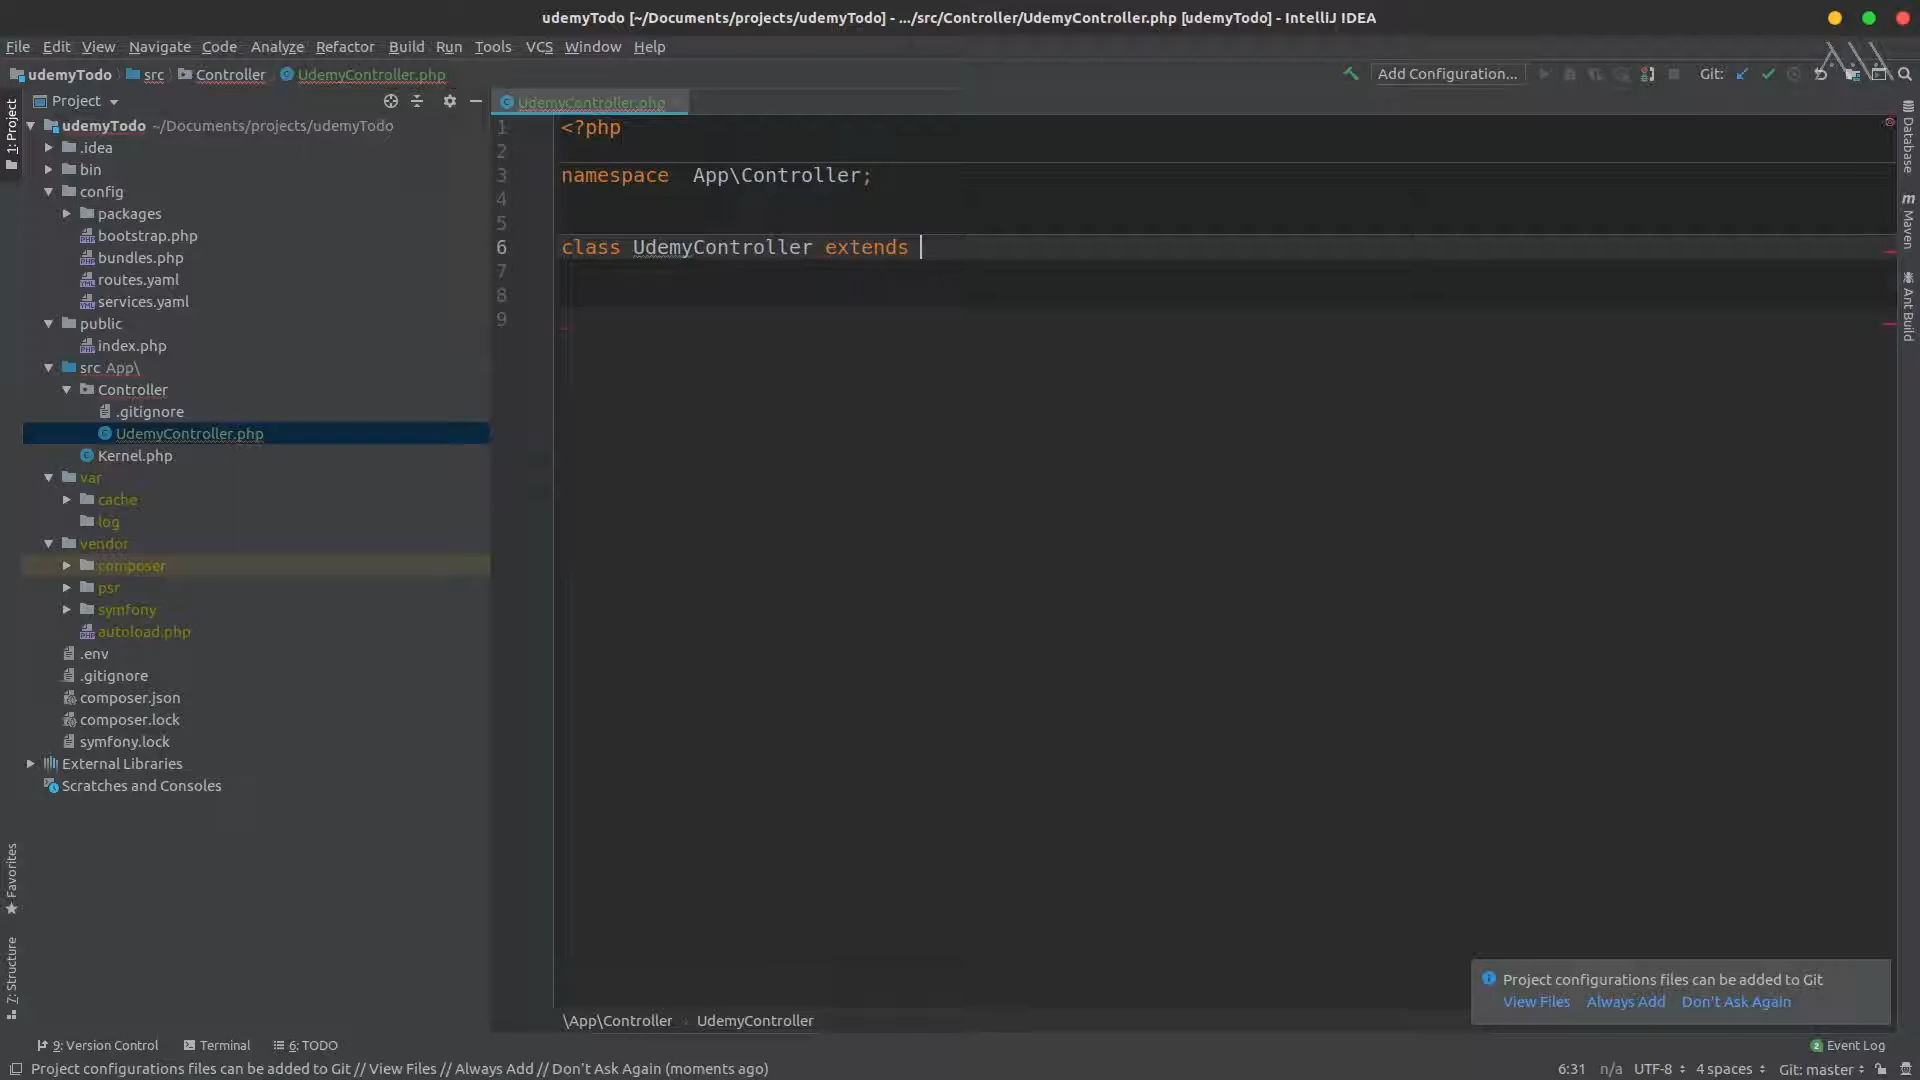 udemyTodo [~/Documents/projects/udemyTodo] - .../src/Controller/UdemyController.php [udemyTodo] - IntelliJ IDEA
File Edit View Navigate Code Analyze Refactor Build Run Tools VCS Window Help
udemyTodo src Controller UdemyController.php Add Configuration... Git:
1: Project
Project
UdemyController.php
udemyTodo ~/Documents/projects/udemyTodo
.idea
bin
config
packages
bootstrap.php
bundles.php
routes.yaml
services.yaml
public
index.php
src App\
Controller
.gitignore
UdemyController.php
Kernel.php
var
cache
log
vendor
composer
psr
symfony
autoload.php
.env
.gitignore
composer.json
composer.lock
symfony.lock
External Libraries
Scratches and Consoles
1 <?php
2
3 namespace  App\Controller;
4
5
6 class UdemyController extends
7
8
9
Database
m Maven
Ant Build
Favorites
7: Structure
Project configurations files can be added to Git
View Files Always Add Don't Ask Again
\App\Controller UdemyController
9: Version Control Terminal 6: TODO 2 Event Log
Project configurations files can be added to Git // View Files // Always Add // Don't Ask Again (moments ago) 6:31 n/a UTF-8 4 spaces Git: master